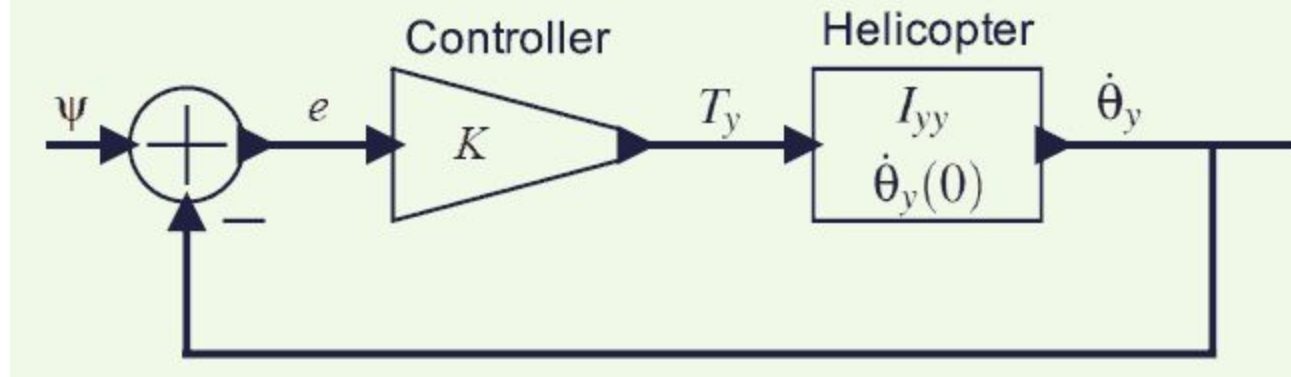 Controller
Helicopter
ψ
e
K
T_y
I_yy
θ̇_y(0)
θ̇_y
−